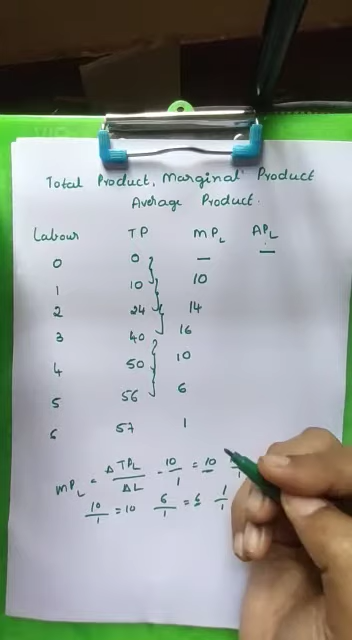 Total Product, Marginal Product
Average Product.
Labour TP MPL APL
0 0 — —
1 10 10
2 24 14
3 40 16
4 50 10
5 56 6
6 57 1
MPL = ΔTPL/ΔL - 10/1 = 10
10/1 = 10 6/1 = 6 1/1